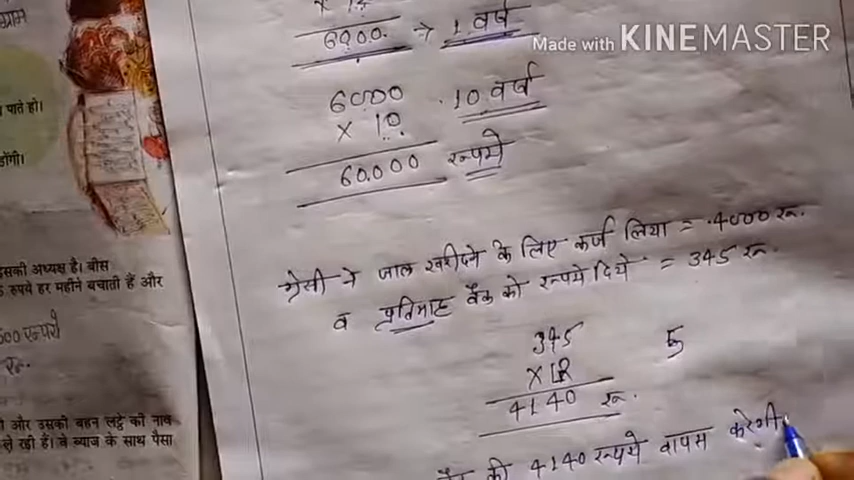 6000 → 1 वर्ष
Made with KINEMASTER
6000 10 वर्ष
पाते हो।
× 10
60,000 रूपये
ग्रेसी ने जाल खरीदने के लिए कर्ज लिया = 4000 रू.
व प्रतिमाह बैंक को रूपये दिये = 345 रू.
उसकी अध्यक्ष है। बीस
रुपये हर महीने बचाती हैं और
345 5
× 12
4140 रू.
और उसकी बहन लट्ठे की नाव
ले रही हैं। वे ब्याज के साथ पैसा
बैंक को 4140 रूपये वापस करेगी